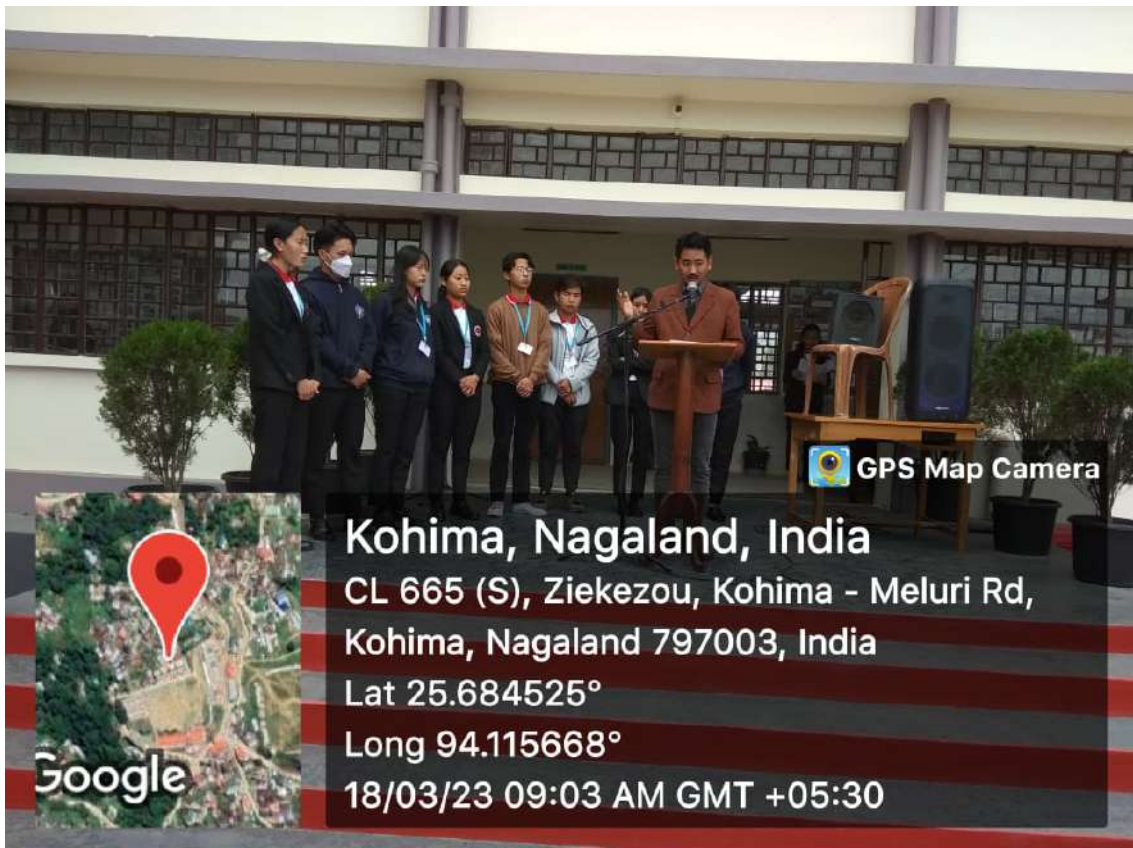 GPS Map Camera
Kohima, Nagaland, India
CL 665 (S), Ziekezou, Kohima - Meluri Rd,
Kohima, Nagaland 797003, India
Lat 25.684525°
Long 94.115668°
18/03/23 09:03 AM GMT +05:30
Google